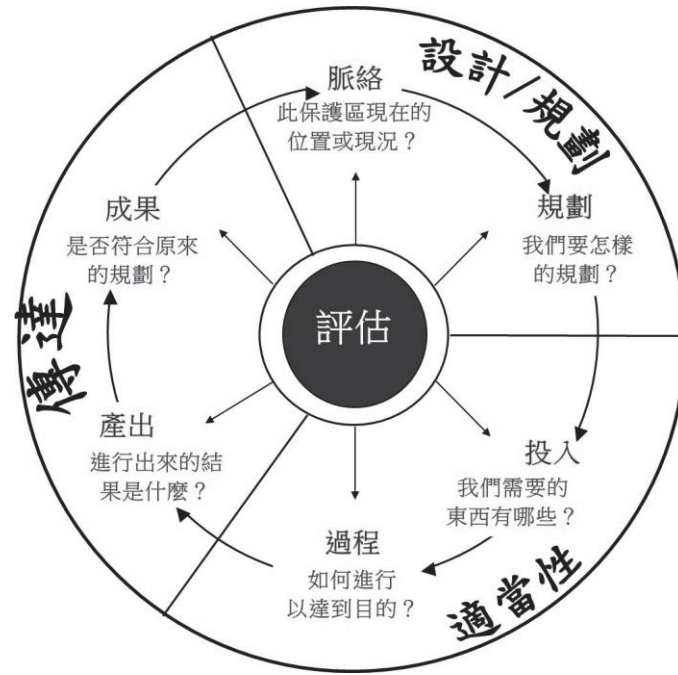 設計/規劃
脈絡
此保護區現在的
位置或現況？
規劃
我們要怎樣
的規劃？
投入
我們需要的
東西有哪些？
適當性
過程
如何進行
以達到目的？
產出
進行出來的結
果是什麼？
傳達
成果
是否符合原來
的規劃？
評估